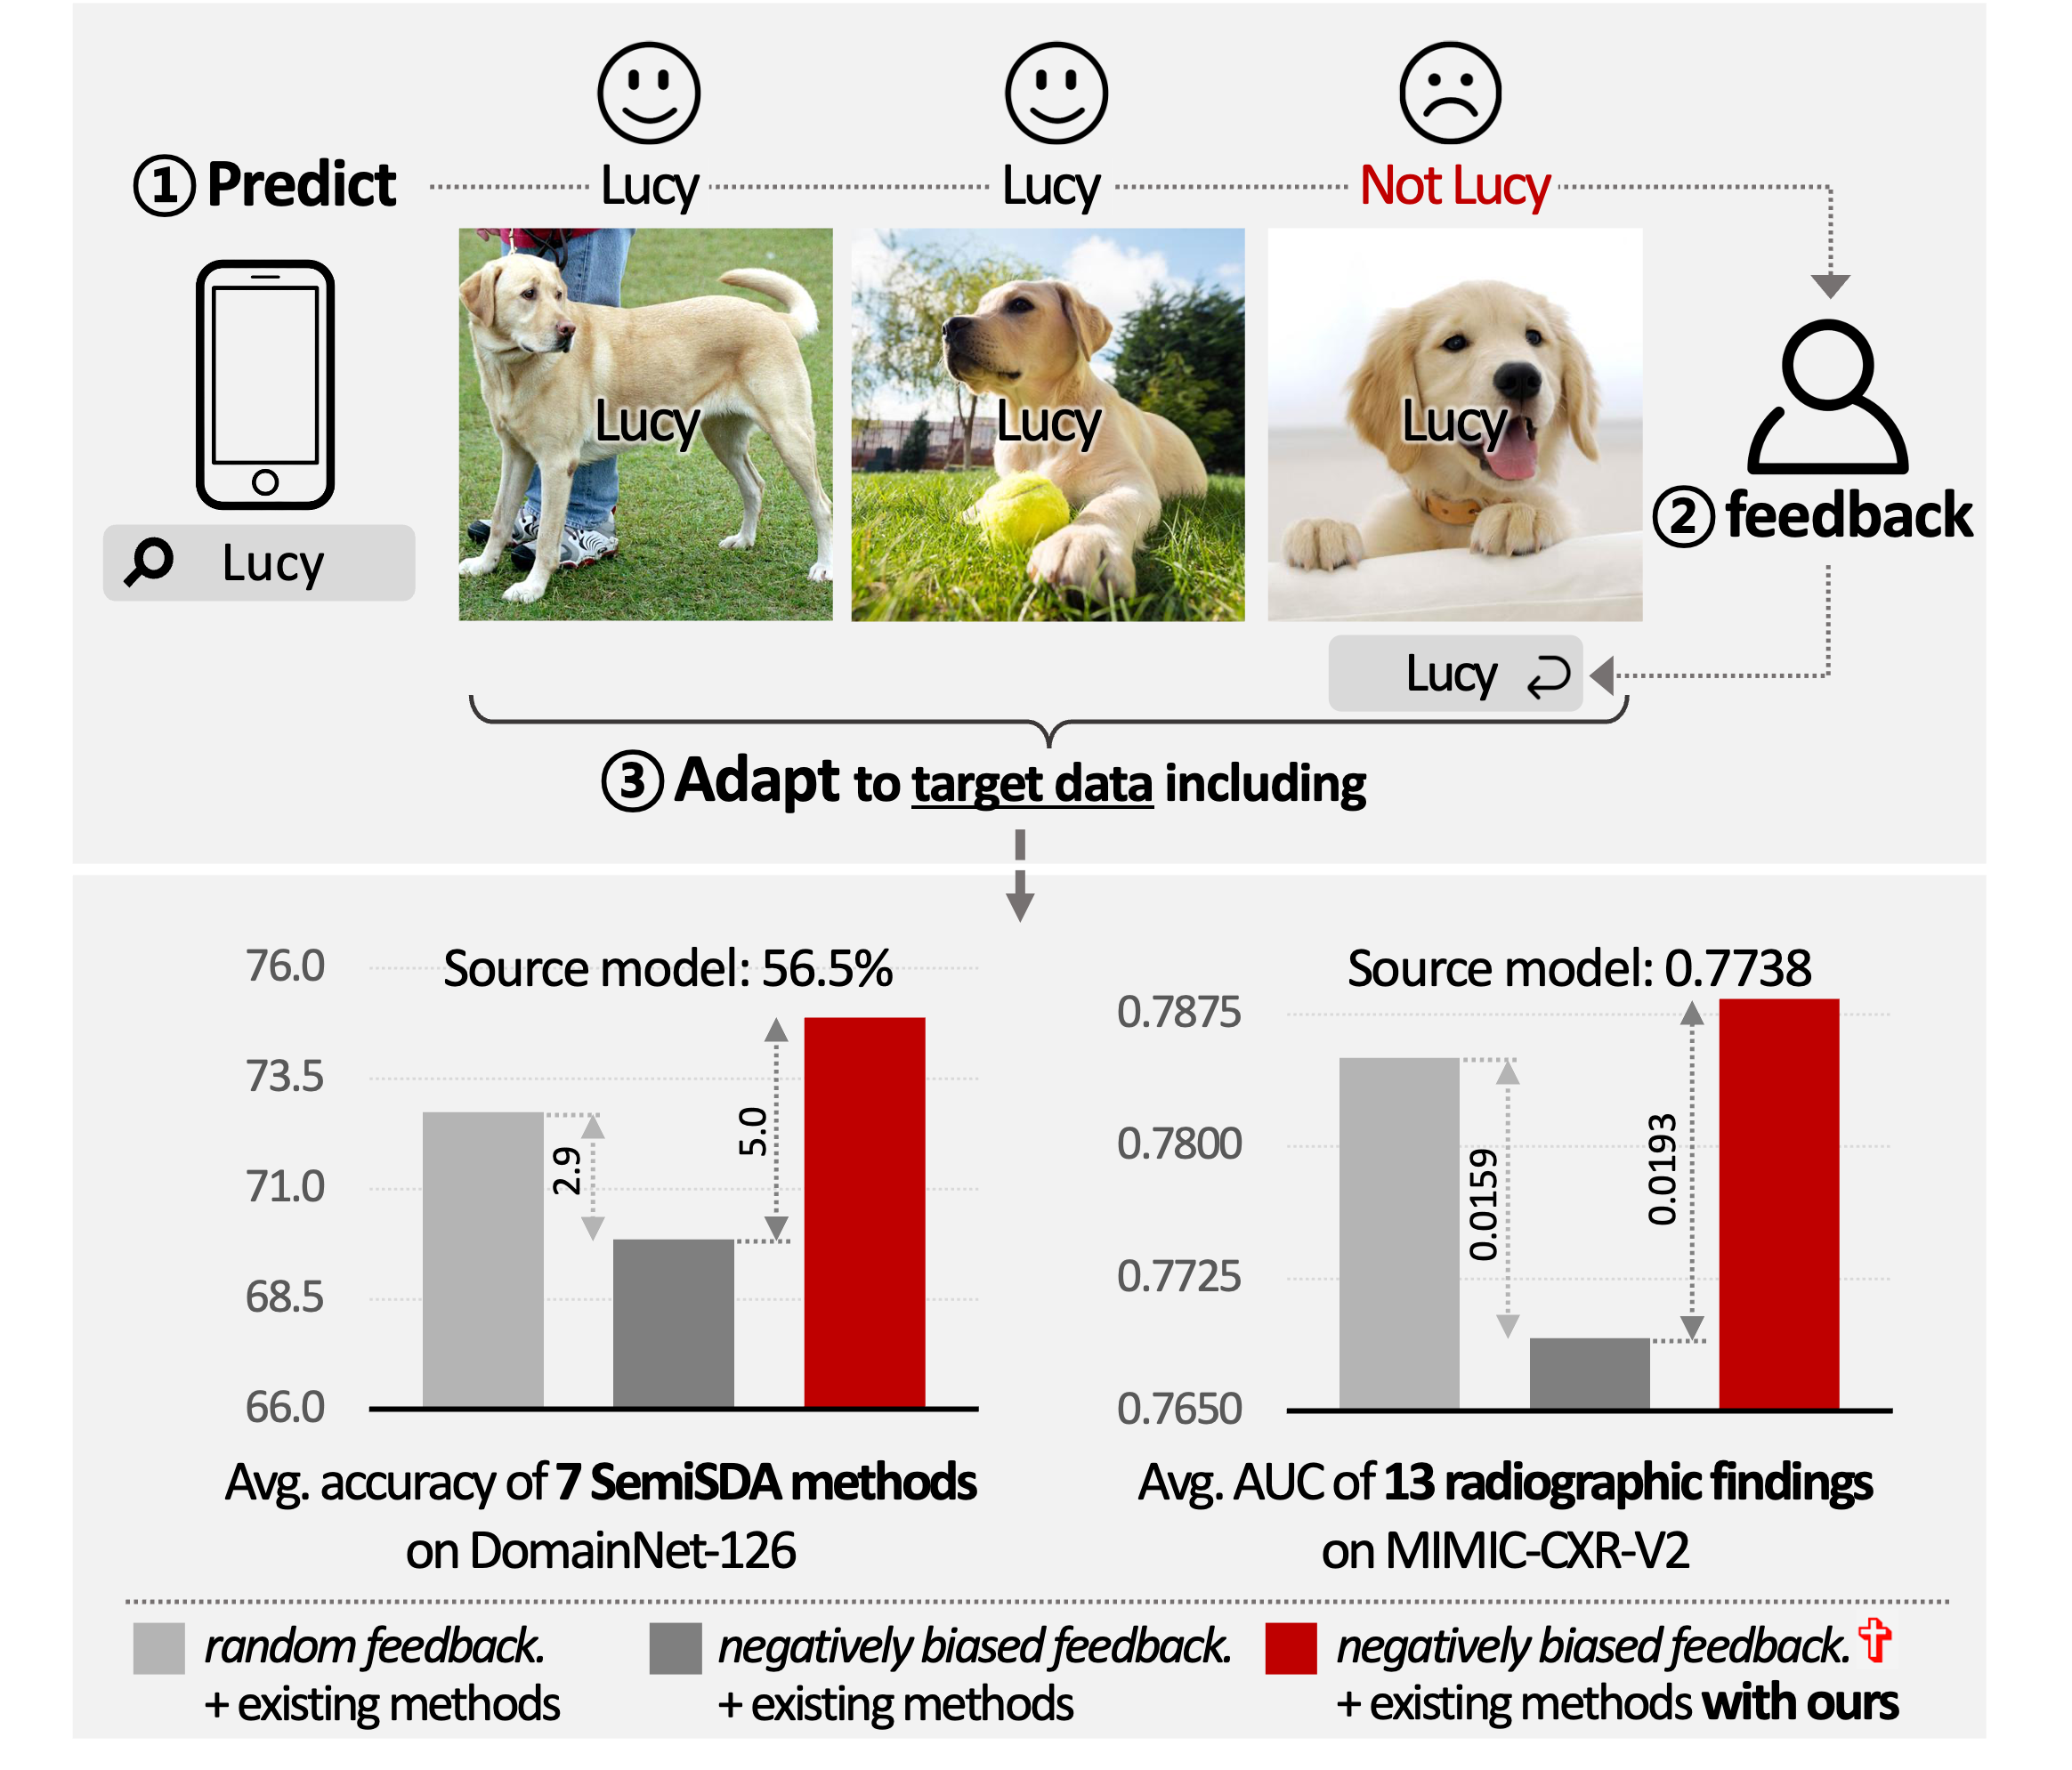 ① Predict
Lucy
Lucy
Not Lucy
Lucy
Lucy
Lucy
Lucy
② feedback
Lucy
③ Adapt to target data including
Source model: 56.5%
76.0
73.5
71.0
68.5
66.0
2.9
5.0
Avg. accuracy of 7 SemiSDA methods
on DomainNet-126
Source model: 0.7738
0.7875
0.7800
0.7725
0.7650
0.0159
0.0193
Avg. AUC of 13 radiographic findings
on MIMIC-CXR-V2
random feedback.
+ existing methods
negatively biased feedback.
+ existing methods
negatively biased feedback. ✞
+ existing methods with ours